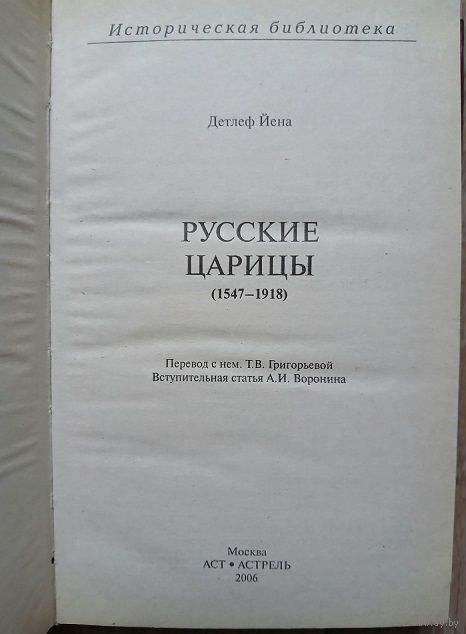 Историческая библиотека
Детлеф Йена
РУССКИЕ
ЦАРИЦЫ
(1547–1918)
Перевод с нем. Т.В. Григорьевой
Вступительная статья А.И. Воронина
Москва
АСТ • АСТРЕЛЬ
2006